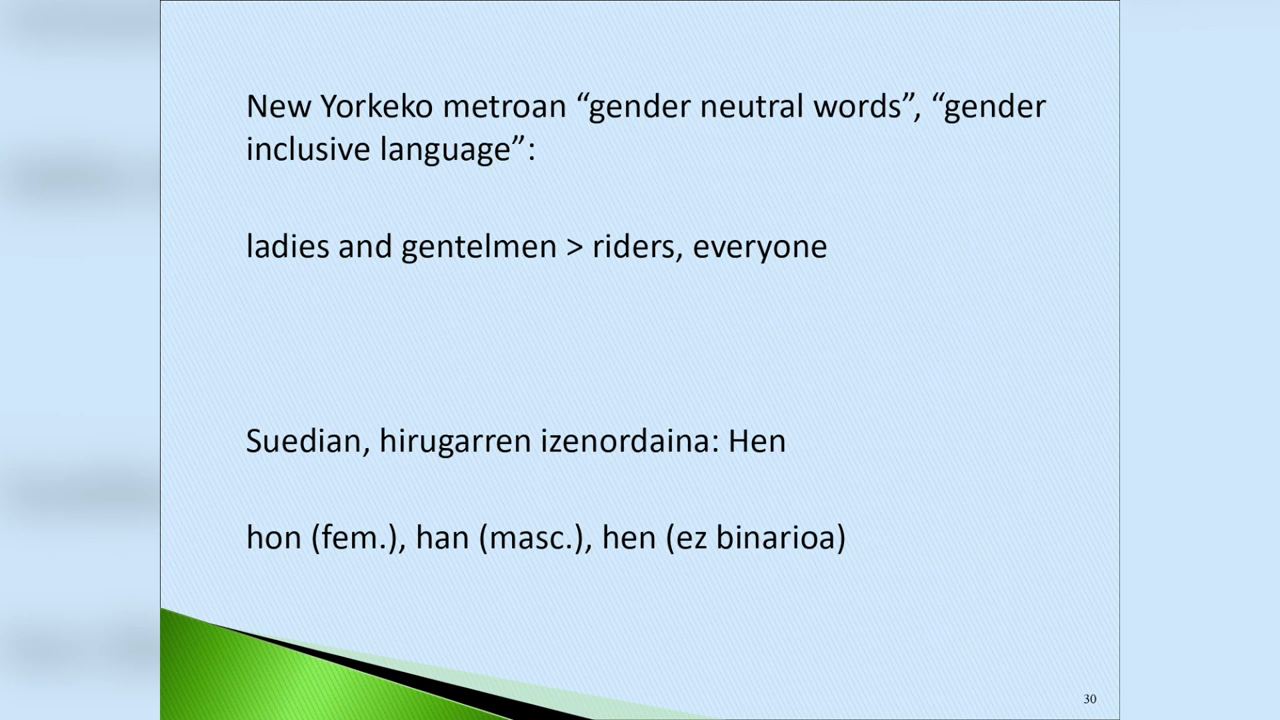 New Yorkeko metroan “gender neutral words”, “gender
inclusive language”:
ladies and gentelmen > riders, everyone
Suedian, hirugarren izenordaina: Hen
hon (fem.), han (masc.), hen (ez binarioa)
30